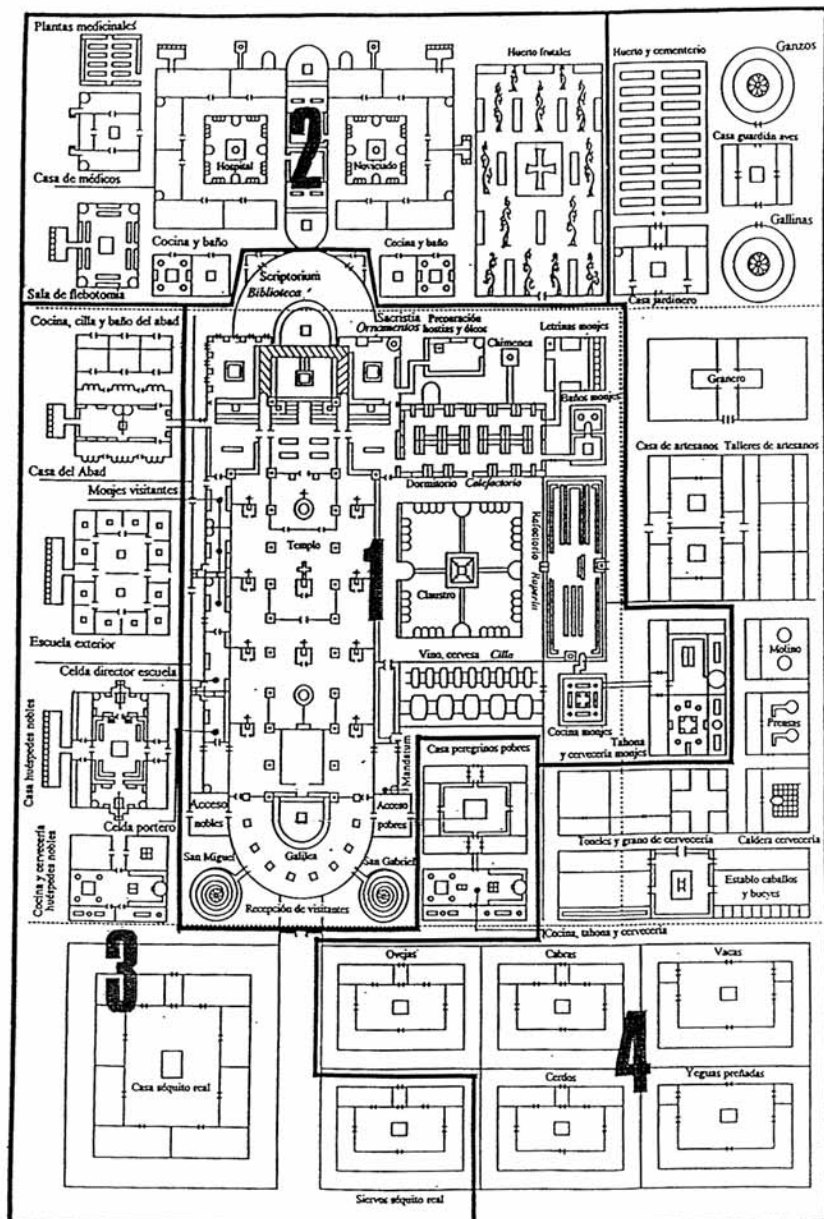 Plantas medicinales
Huerto frutales
Huerto y cementerio
Ganzos
2
Casa guardián aves
Hospital
Noviciado
Casa de médicos
Gallinas
Cocina y baño
Cocina y baño
Scriptorium
Biblioteca
Sala de flebotomía
Casa jardinero
Sacristía
Ornamentos
Preparación
hostias y óleos
Letrinas monjes
Cocina, cilla y baño del abad
Chimenea
Granero
Baños monjes
Casa de artesanos
Talleres de artesanos
Casa del Abad
Dormitorio
Calefactorio
Monjes visitantes
Refectorio
Ropería
Templo
1
Claustro
Escuela exterior
Vino, cervesa
Cilla
Molino
Celda director escuela
Cocina monjes
Prensas
Tahona
y cervecería monjes
Casa huéspedes nobles
Mandatum
Casa peregrinos pobres
Celda portero
Acceso
nobles
Acceso
pobres
Toneles y grano de cervecería
Caldera cervecería
Cocina y cervecería
huéspedes nobles
San Miguel
Galilea
San Gabriel
Establo caballos
y bueyes
Recepción de visitantes
Cocina, tahona y cervecería
3
Ovejas
Cabras
Vacas
4
Casa séquito real
Cerdos
Yeguas preñadas
Siervos séquito real